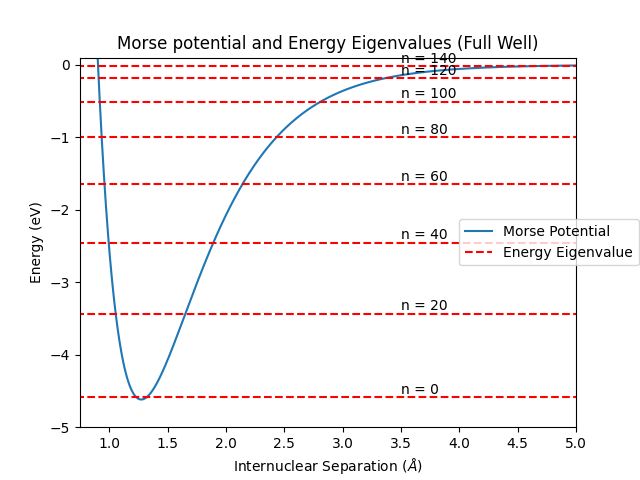 Morse potential and Energy Eigenvalues (Full Well)
0
n = 140
n = 120
n = 100
−1
n = 80
n = 60
−2
n = 40
Morse Potential
Energy Eigenvalue
−3
n = 20
−4
n = 0
−5
Energy (eV)
1.0 1.5 2.0 2.5 3.0 3.5 4.0 4.5 5.0
Internuclear Separation (Å)